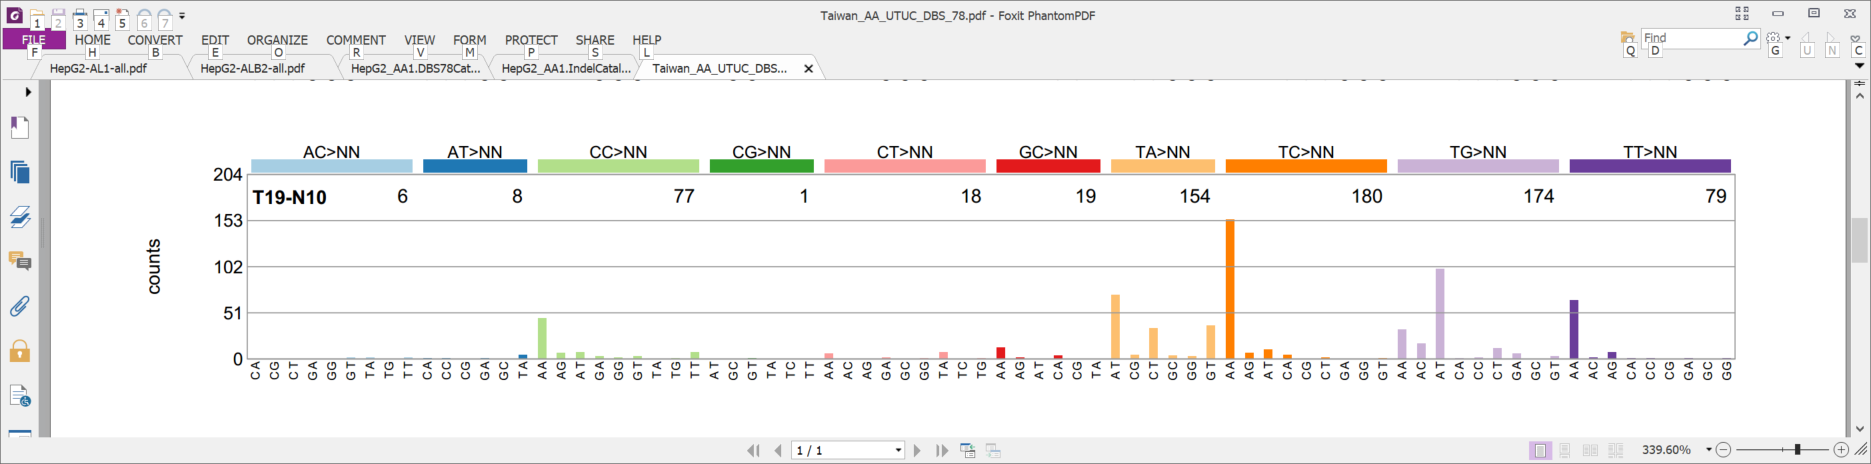 Taiwan_AA_UTUC_DBS_78.pdf - Foxit PhantomPDF
1 2 3 4 5 6 7
FILE HOME CONVERT EDIT ORGANIZE COMMENT VIEW FORM PROTECT SHARE HELP
Find
F H B E O R V M P S L Q D G U N C
HepG2-AL1-all.pdf HepG2-ALB2-all.pdf HepG2_AA1.DBS78Cat... HepG2_AA1.IndelCatal... Taiwan_AA_UTUC_DBS...
AC>NN AT>NN CC>NN CG>NN CT>NN GC>NN TA>NN TC>NN TG>NN TT>NN
204
T19-N10 6 8 77 1 18 19 154 180 174 79
153
102
51
0
counts
CA CG CT GA GG GT TA TG TT CA CC CG GA GC TA AA AG AT GA GG GT TA TG TT AT GC GT TA TC TT AA AC AG GA GC GG TA TC TG AA AG AT CA CG TA AT CG CT GC GG GT AA AG AT CA CG CT GA GG GT AA AC AT CA CC CT GA GC GT AA AC AG CA CC CG GA GC GG
1 / 1
339.60%